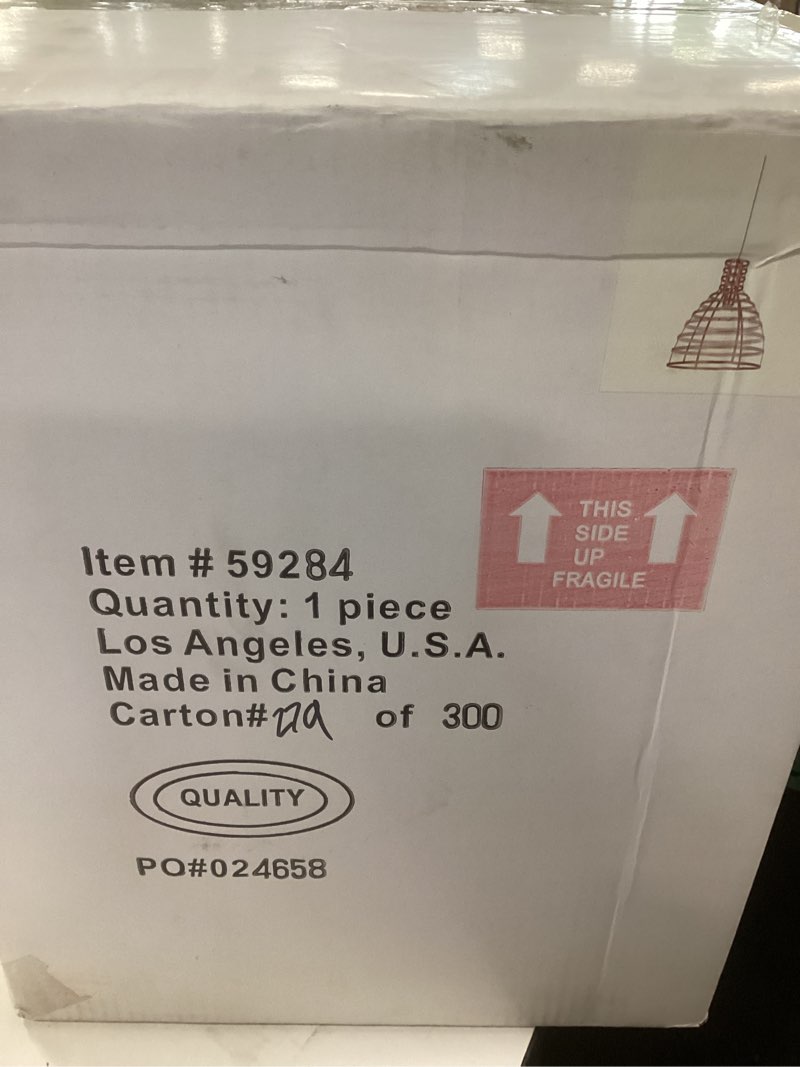 THIS
SIDE
UP
FRAGILE
Item # 59284
Quantity: 1 piece
Los Angeles, U.S.A.
Made in China
Carton# of 300
QUALITY
PO#024658